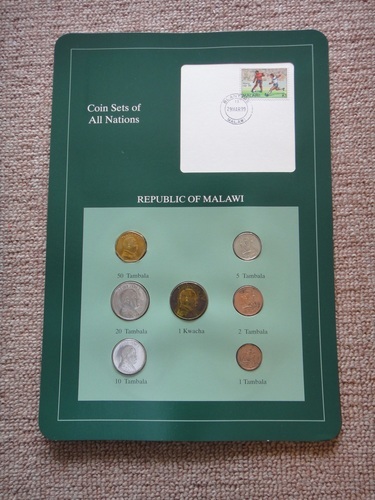 Coin Sets of
All Nations
MALAWI
REPUBLIC OF MALAWI
50 Tambala
5 Tambala
20 Tambala
1 Kwacha
2 Tambala
10 Tambala
1 Tambala